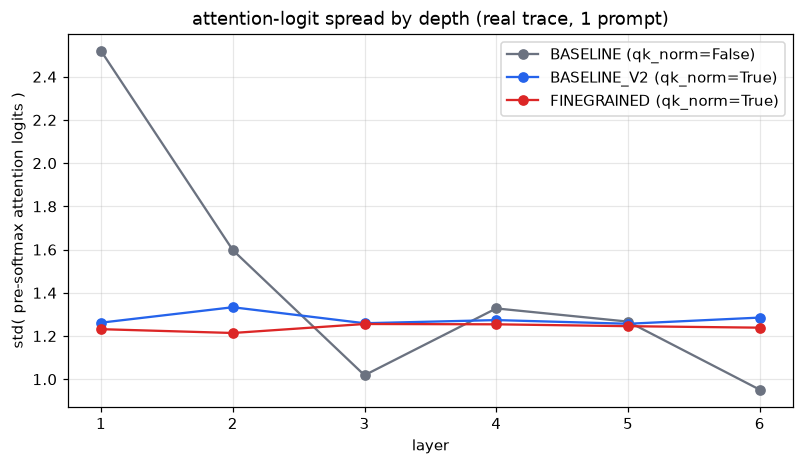 attention-logit spread by depth (real trace, 1 prompt)
BASELINE (qk_norm=False)
BASELINE_V2 (qk_norm=True)
FINEGRAINED (qk_norm=True)
std( pre-softmax attention logits )
2.4
2.2
2.0
1.8
1.6
1.4
1.2
1.0
1 2 3 4 5 6
layer